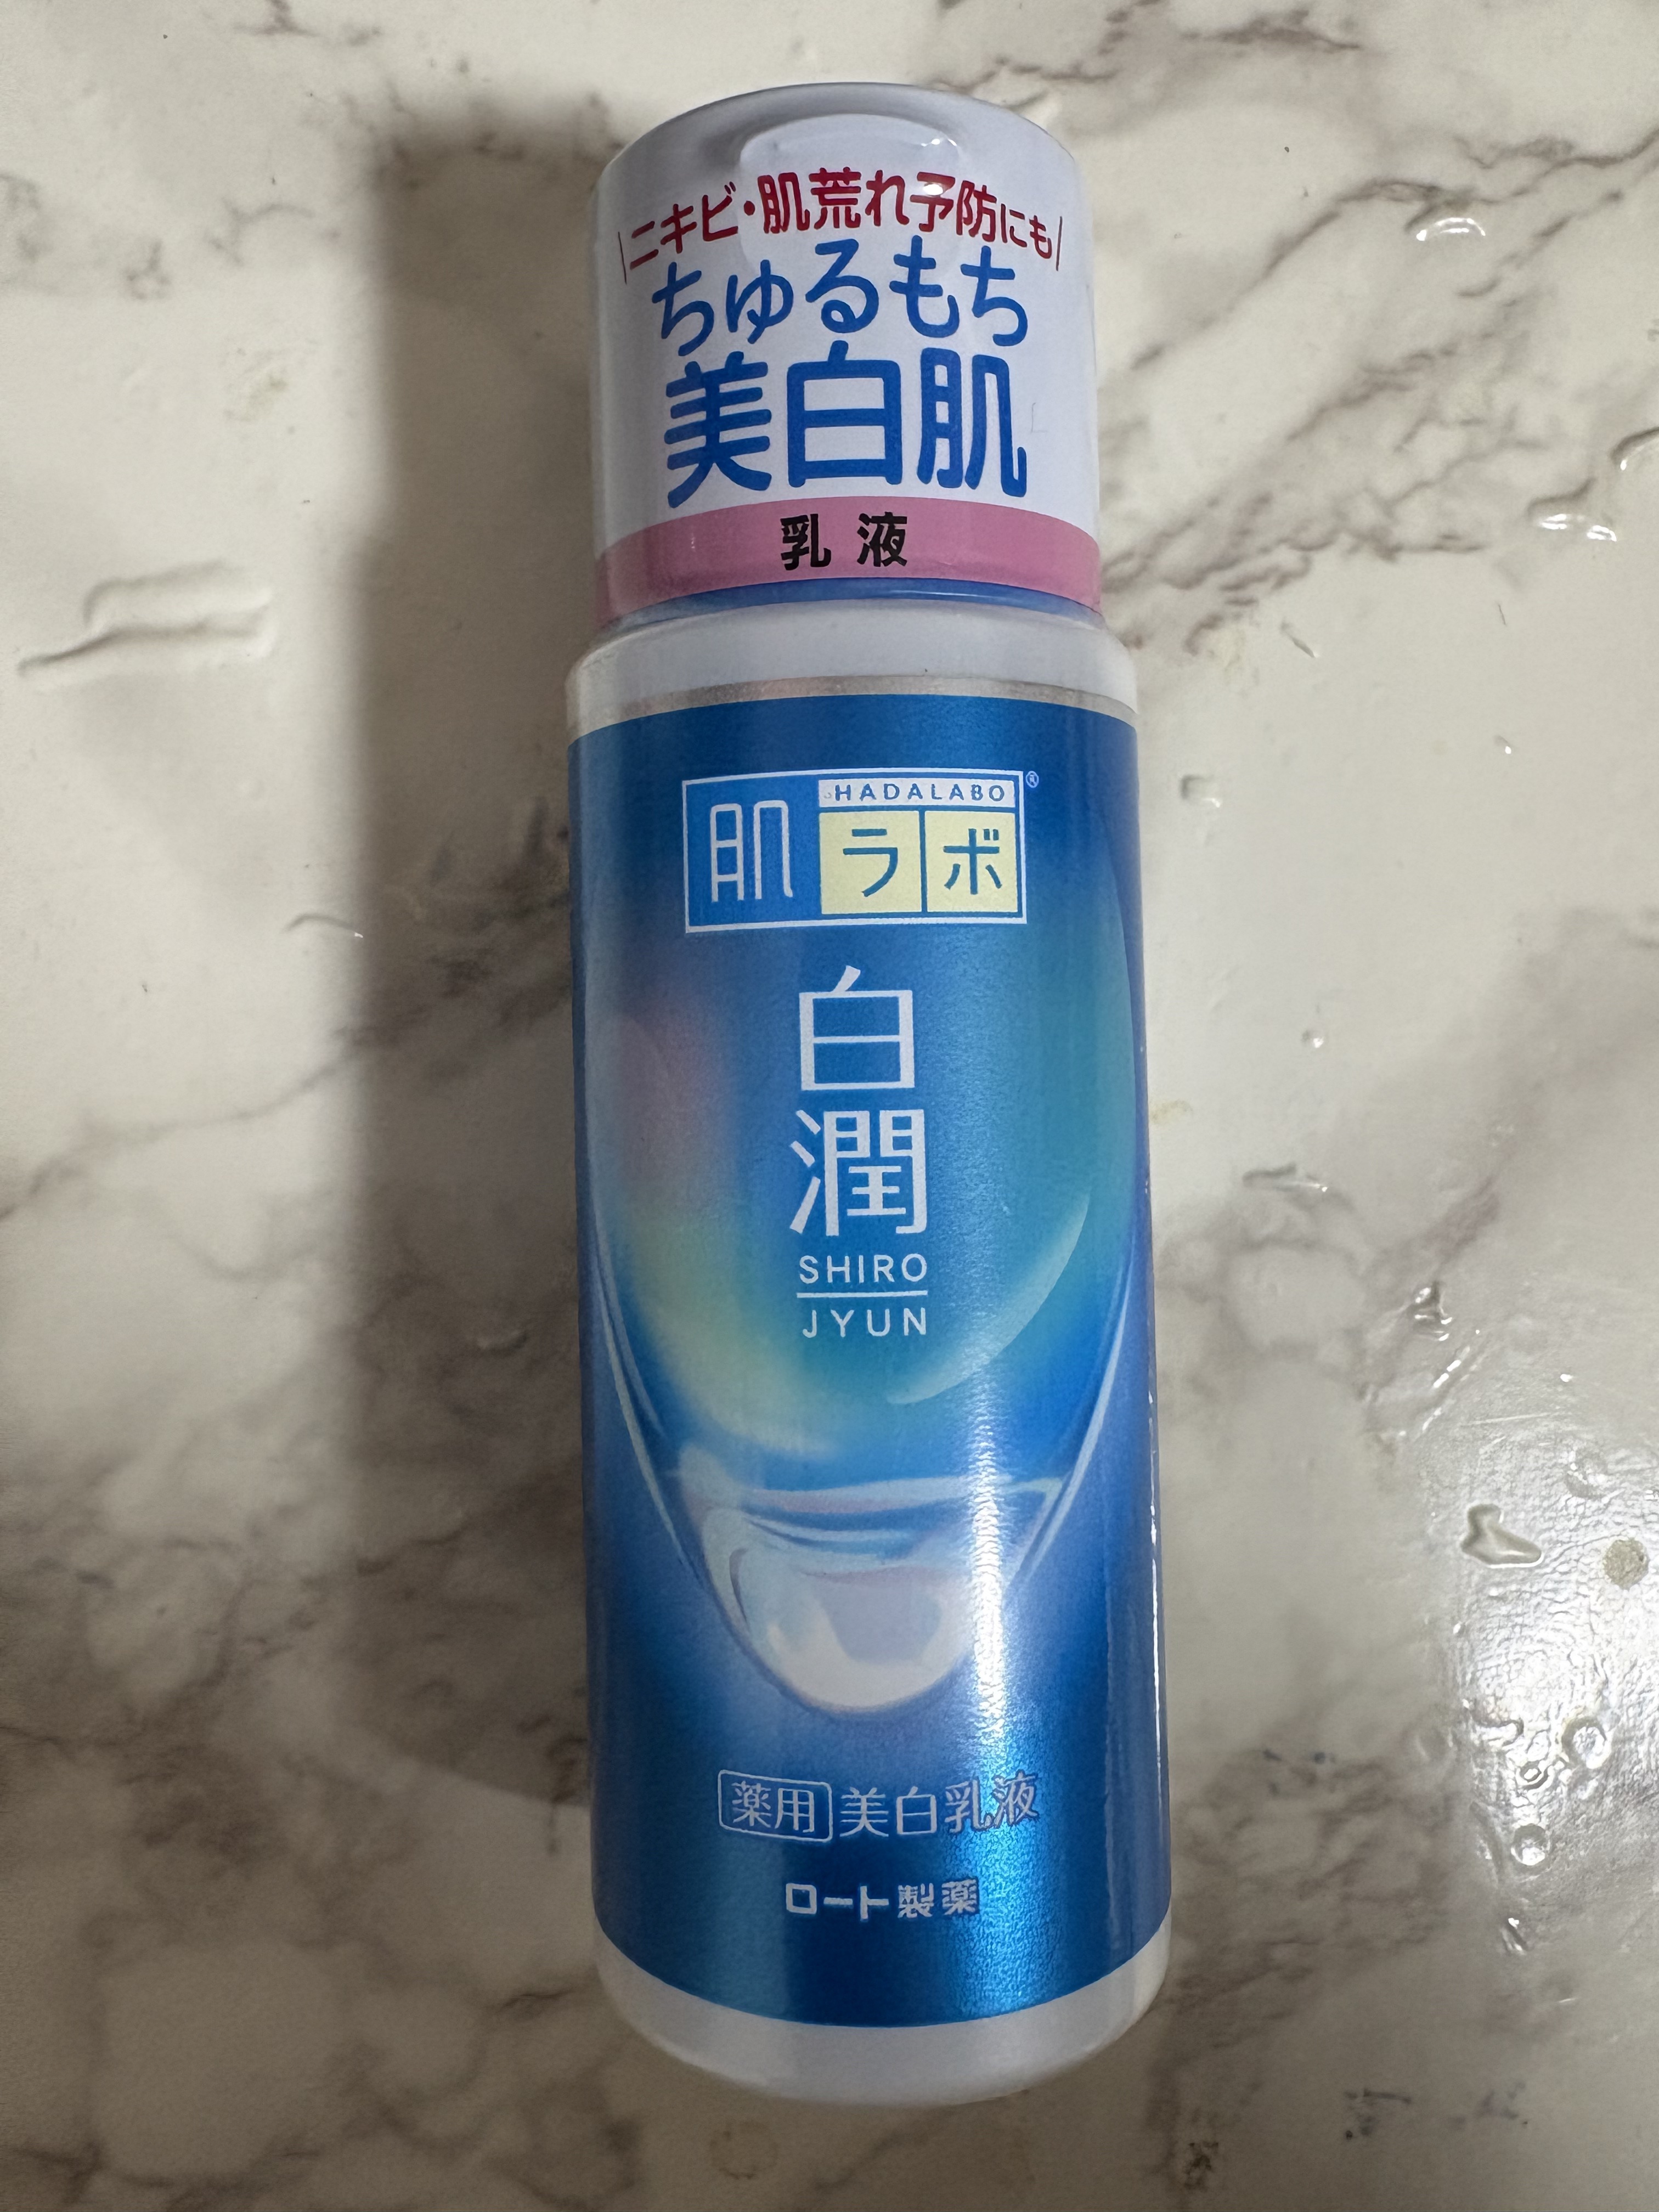 \ニキビ・肌荒れ予防にも/
ちゅるもち
美白肌
乳液
HADALABO
肌ラボ®
白
潤
SHIRO
JYUN
薬用 美白乳液
ロート製薬